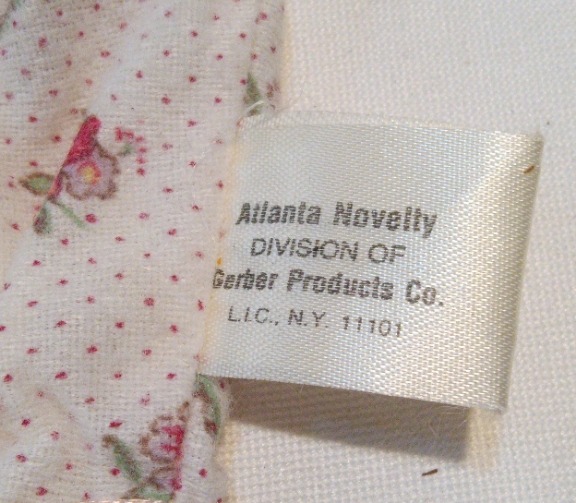 Atlanta Novelty
DIVISION OF
Gerber Products Co.
L.I.C., N.Y. 11101